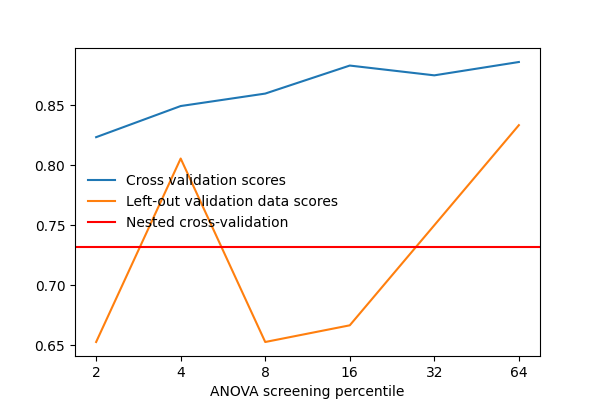 0.85
0.80
0.75
0.70
0.65
Cross validation scores
Left-out validation data scores
Nested cross-validation
2 4 8 16 32 64
ANOVA screening percentile